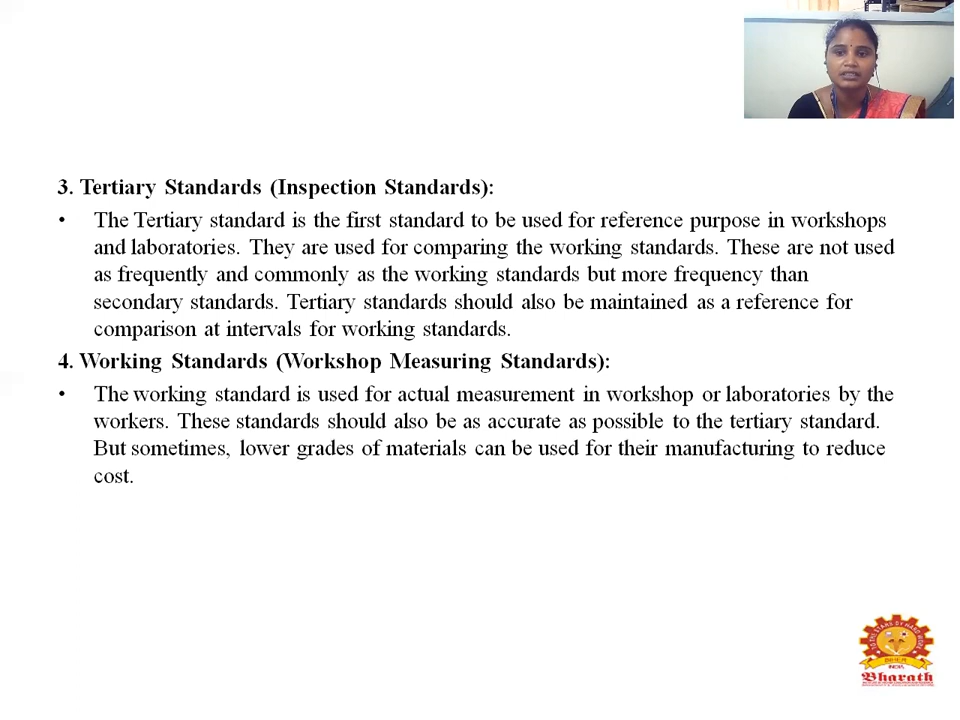 3. Tertiary Standards (Inspection Standards):
• The Tertiary standard is the first standard to be used for reference purpose in workshops
and laboratories. They are used for comparing the working standards. These are not used
as frequently and commonly as the working standards but more frequency than
secondary standards. Tertiary standards should also be maintained as a reference for
comparison at intervals for working standards.
4. Working Standards (Workshop Measuring Standards):
• The working standard is used for actual measurement in workshop or laboratories by the
workers. These standards should also be as accurate as possible to the tertiary standard.
But sometimes, lower grades of materials can be used for their manufacturing to reduce
cost.
BIHER
INDIA
Bharath